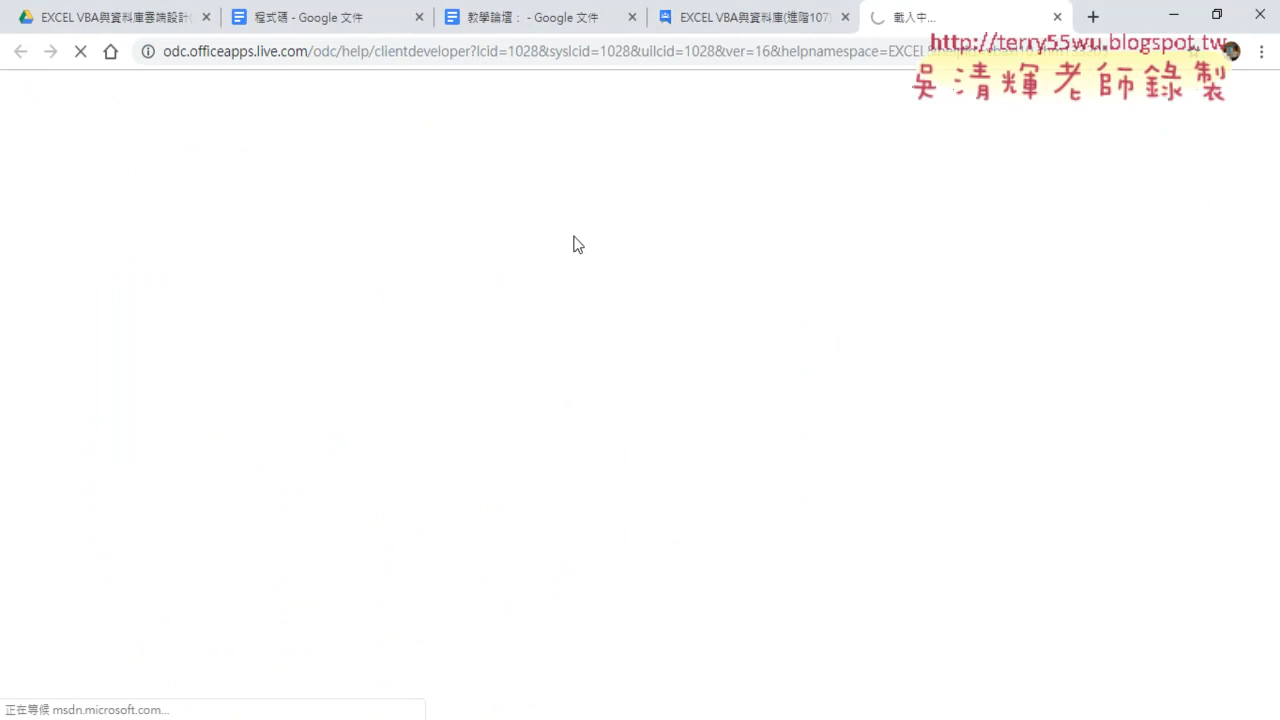 EXCEL VBA與資料庫雲端設計(
程式碼 - Google 文件
教學論壇： - Google 文件
EXCEL VBA與資料庫(進階107)
載入中...
odc.officeapps.live.com/odc/help/clientdeveloper?lcid=1028&syslcid=1028&uilcid=1028&ver=16&helpnamespace=EXCEL
http://terry55wu.blogspot.tw
吳清輝老師錄製
正在等候 msdn.microsoft.com...